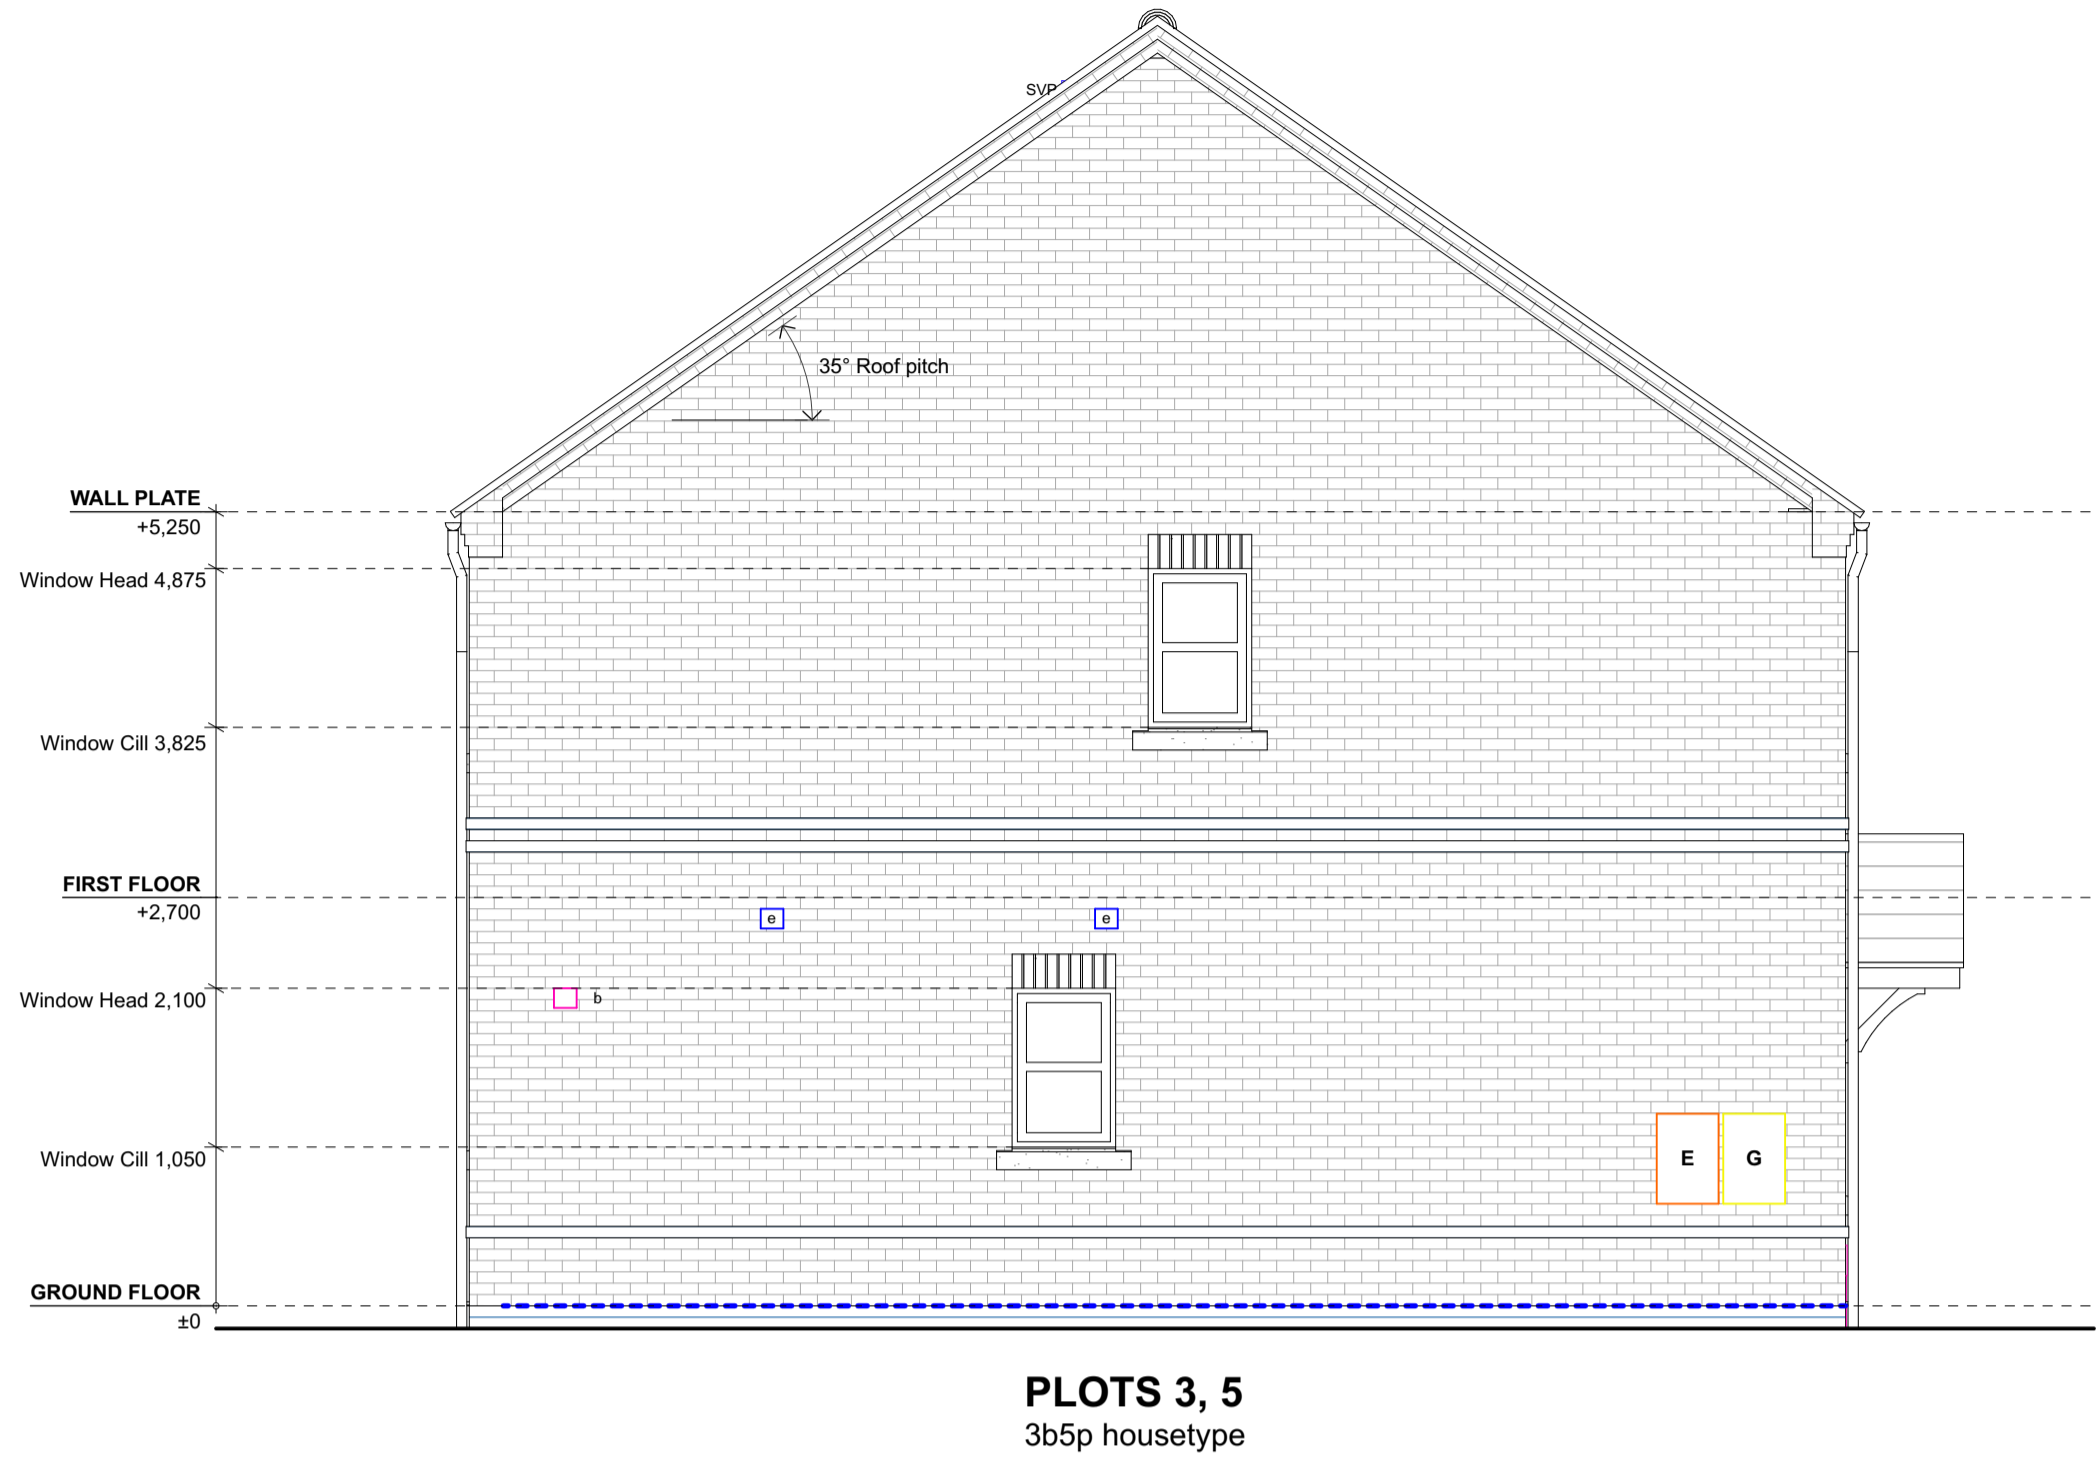 SVP
35° Roof pitch
WALL PLATE
+5,250
Window Head 4,875
Window Cill 3,825
FIRST FLOOR
+2,700
e
e
Window Head 2,100
b
Window Cill 1,050
E
G
GROUND FLOOR
±0
PLOTS 3, 5
3b5p housetype